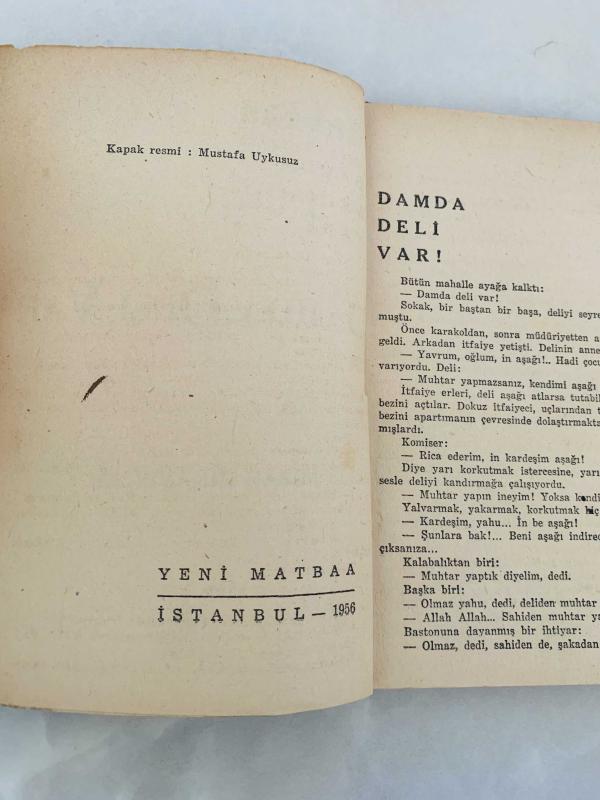 Kapak resmi : Mustafa Uykusuz
YENİ MATBAA
İSTANBUL — 1956
DAMDA
DELİ
VAR!
Bütün mahalle ayağa kalktı:
— Damda deli var!
Sokak, bir baştan bir başa, deliyi seyre
muştu.
Önce karakoldan, sonra müdüriyetten a
geldi. Arkadan itfaiye yetişti. Delinin anne
— Yavrum, oğlum, in aşağı!.. Hadi çocu
varıyordu. Deli:
— Muhtar yapmazsanız, kendimi aşağı
İtfaiye erleri, deli aşağı atlarsa tutabil
bezini açtılar. Dokuz itfaiyeci, uçlarından t
bezini apartımanın çevresinde dolaştırmakta
mışlardı.
Komiser:
— Rica ederim, in kardeşim aşağı!
Diye yarı korkutmak istercesine, yarı
sesle deliyi kandırmağa çalışıyordu.
— Muhtar yapın ineyim! Yoksa kendi
Yalvarmak, yakarmak, korkutmak hiç
— Kardeşim, yahu... İn be aşağı!
— Şunlara bak!... Beni aşağı indirec
çıksanıza...
Kalabalıktan biri:
— Muhtar yaptık diyelim, dedi.
Başka biri:
— Olmaz yahu, dedi, deliden muhtar
— Allah Allah... Sahiden muhtar ya
Bastonuna dayanmış bir ihtiyar:
— Olmaz, dedi, sahiden de, şakadan